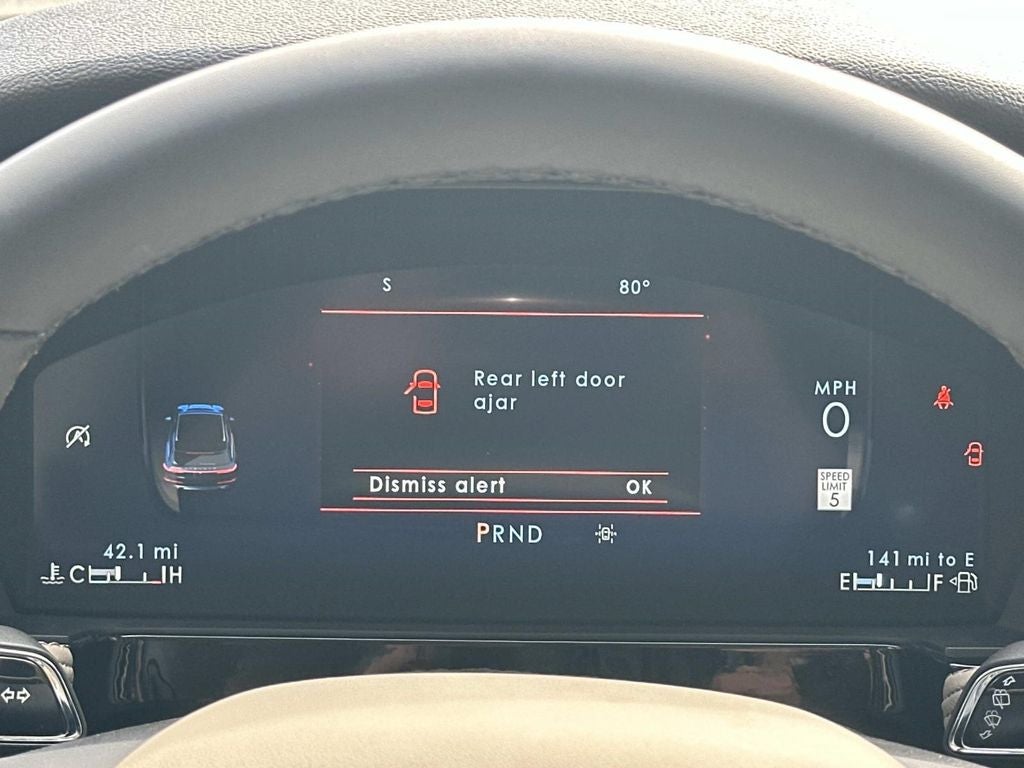 S 80°
Rear left door
ajar
MPH
0
Dismiss alert OK
SPEED
LIMIT
5
PRND
42.1 mi
141 mi to E
C H
E F